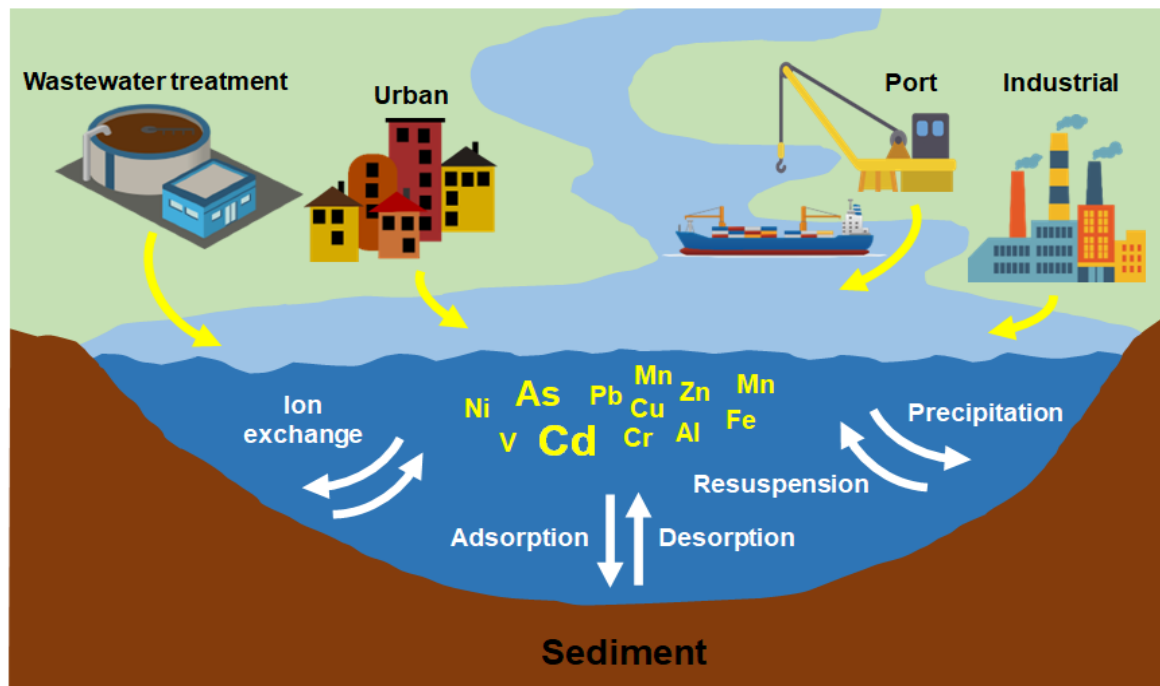 Wastewater treatment
Urban
Port
Industrial
Ion
exchange
Ni
As
Pb
Mn
Zn
Mn
V
Cd
Cu
Cr
Al
Fe
Precipitation
Resuspension
Adsorption
Desorption
Sediment